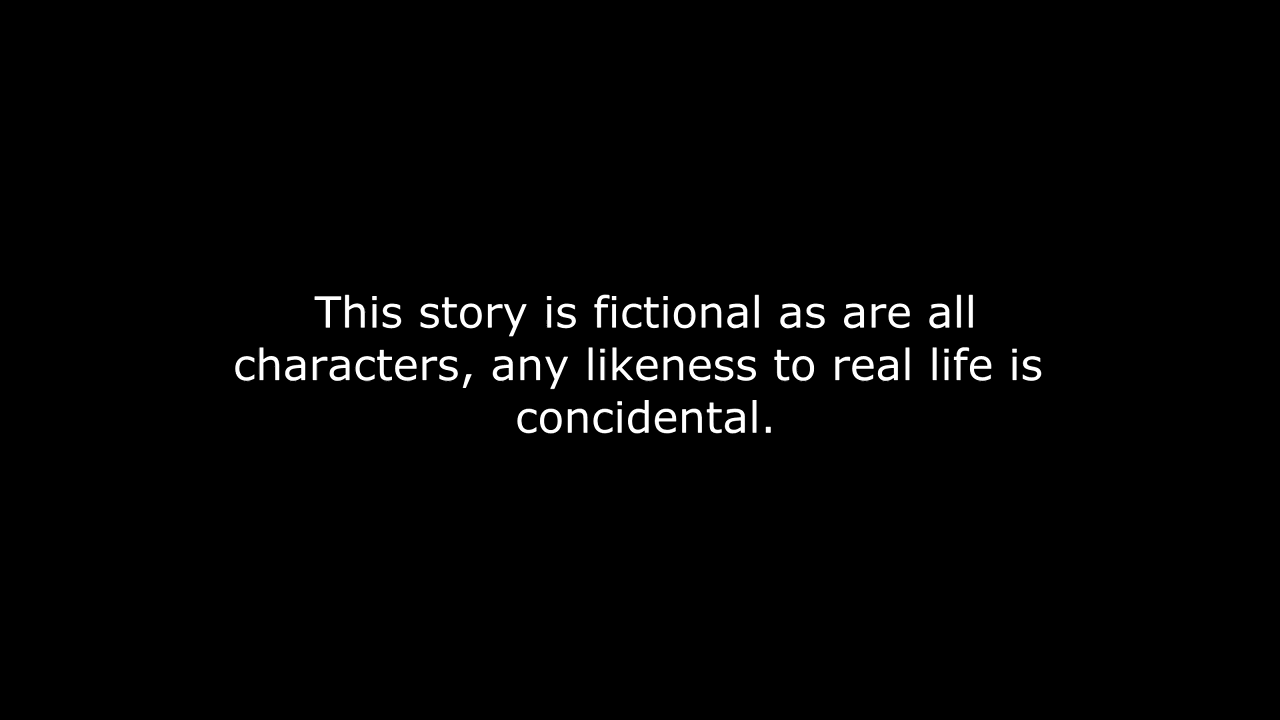 This story is fictional as are all
characters, any likeness to real life is
concidental.